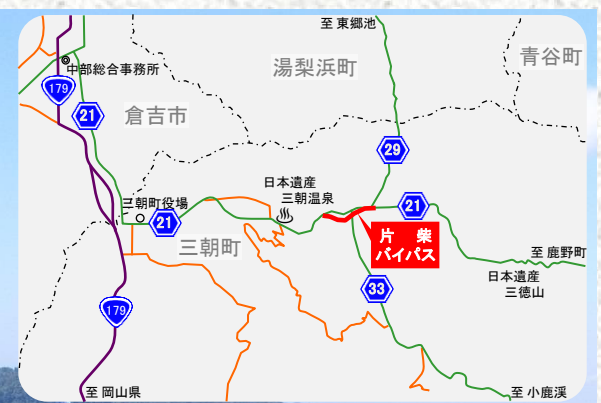 至 東郷池
青谷町
湯梨浜町
中部総合事務所
179
21
倉吉市
29
日本遺産
三朝温泉
三朝町役場
21
21
三朝町
片 柴
バイパス
至 鹿野町
日本遺産
三徳山
33
179
至 岡山県
至 小鹿渓